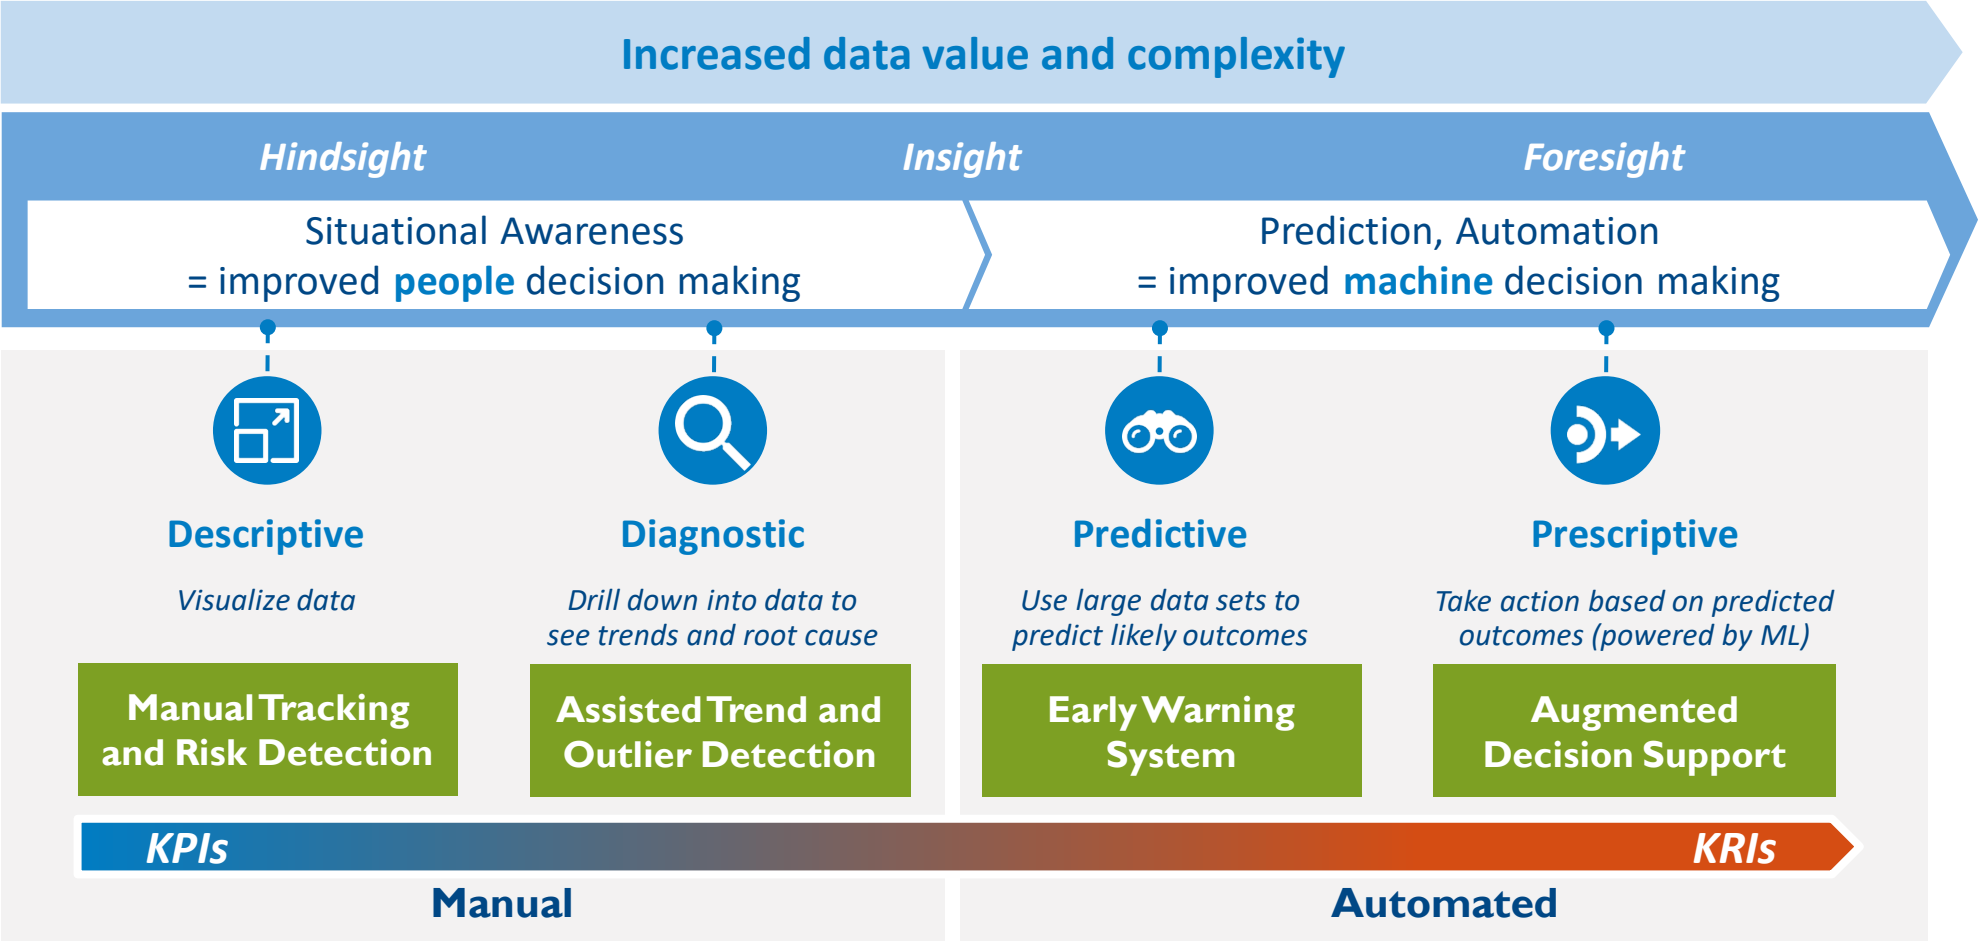 Increased data value and complexity
Hindsight
Insight
Foresight
Situational Awareness
= improved people decision making
Prediction, Automation
= improved machine decision making
Descriptive
Visualize data
Manual Tracking
and Risk Detection
Diagnostic
Drill down into data to
see trends and root cause
Assisted Trend and
Outlier Detection
Predictive
Use large data sets to
predict likely outcomes
Early Warning
System
Prescriptive
Take action based on predicted
outcomes (powered by ML)
Augmented
Decision Support
KPIs
KRIs
Manual
Automated